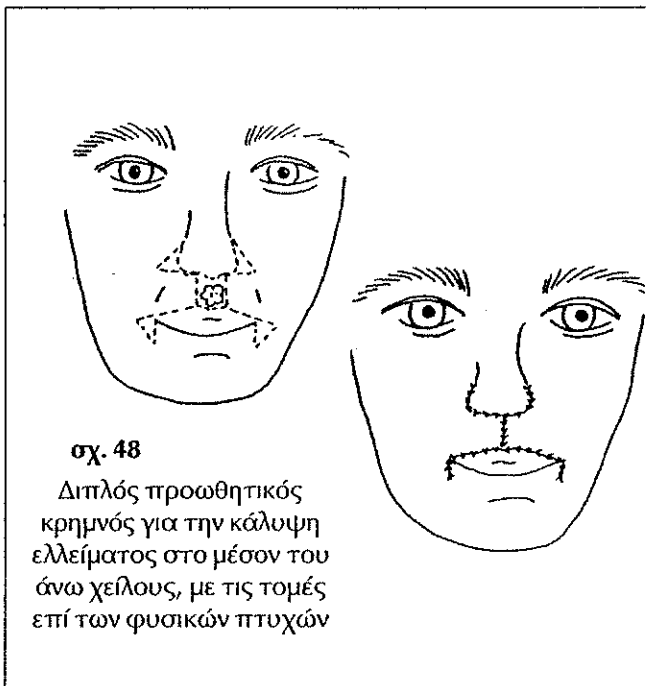 σχ. 48
Διπλός προωθητικός
κρημνός για την κάλυψη
ελλείματος στο μέσον του
άνω χείλους, με τις τομές
επί των φυσικών πτυχών